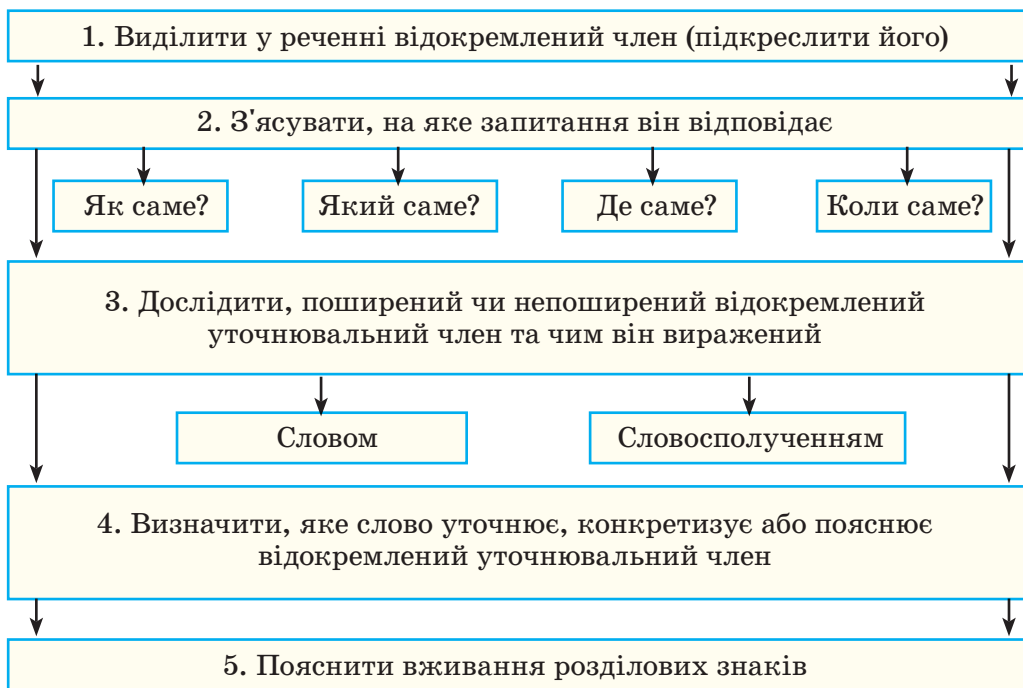 1. Виділити у реченні відокремлений член (підкреслити його)
2. З'ясувати, на яке запитання він відповідає
Як саме?
Який саме?
Де саме?
Коли саме?
3. Дослідити, поширений чи непоширений відокремлений
уточнювальний член та чим він виражений
Словом
Словосполученням
4. Визначити, яке слово уточнює, конкретизує або пояснює
відокремлений уточнювальний член
5. Пояснити вживання розділових знаків